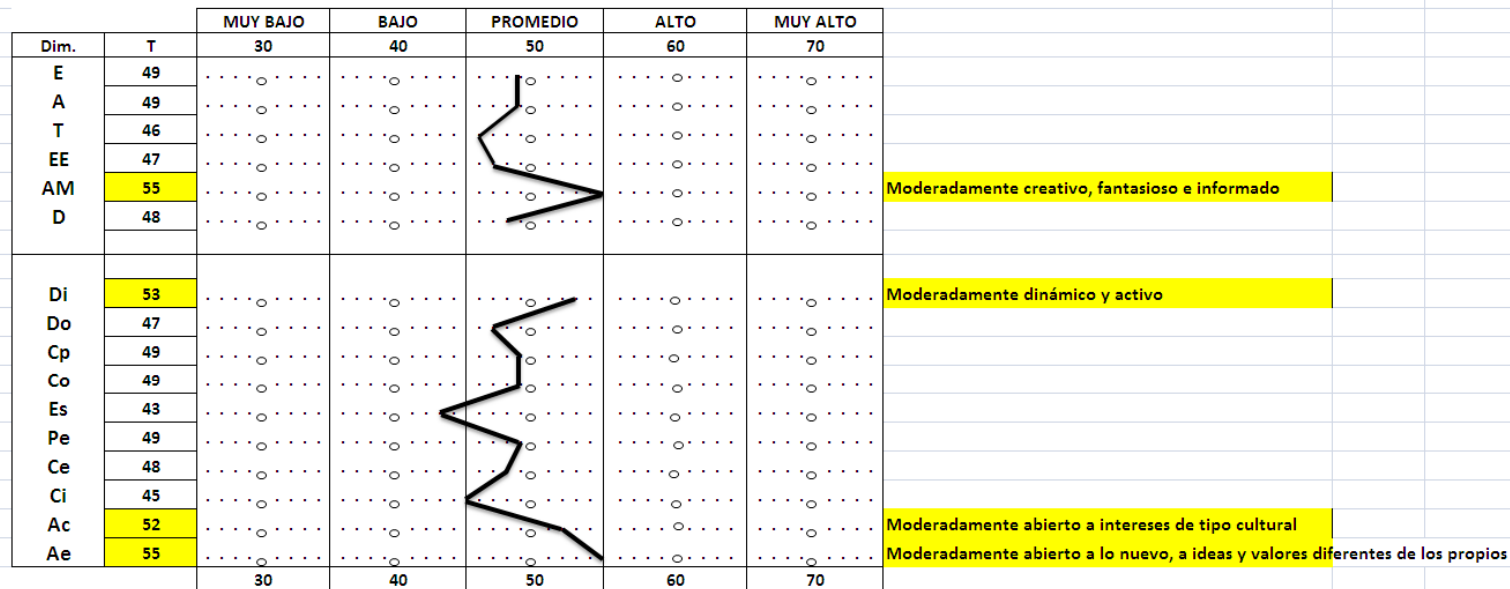 MUY BAJO BAJO PROMEDIO ALTO MUY ALTO
Dim. T 30 40 50 60 70
E 49
A 49
T 46
EE 47
AM 55 Moderadamente creativo, fantasioso e informado
D 48
Di 53 Moderadamente dinámico y activo
Do 47
Cp 49
Co 49
Es 43
Pe 49
Ce 48
Ci 45
Ac 52 Moderadamente abierto a intereses de tipo cultural
Ae 55 Moderadamente abierto a lo nuevo, a ideas y valores diferentes de los propios
30 40 50 60 70